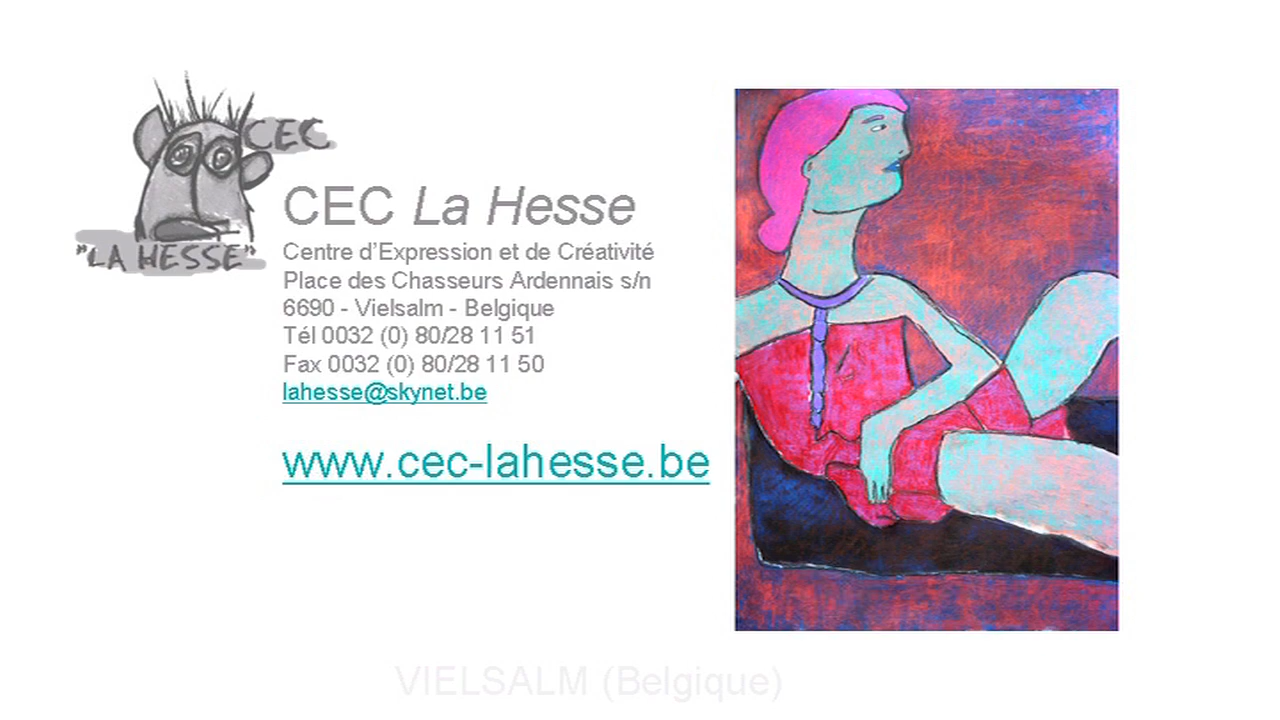 CEC
"LA HESSE"
CEC La Hesse
Centre d'Expression et de Créativité
Place des Chasseurs Ardennais s/n
6690 - Vielsalm - Belgique
Tél 0032 (0) 80/28 11 51
Fax 0032 (0) 80/28 11 50
lahesse@skynet.be
www.cec-lahesse.be
VIELSALM (Belgique)